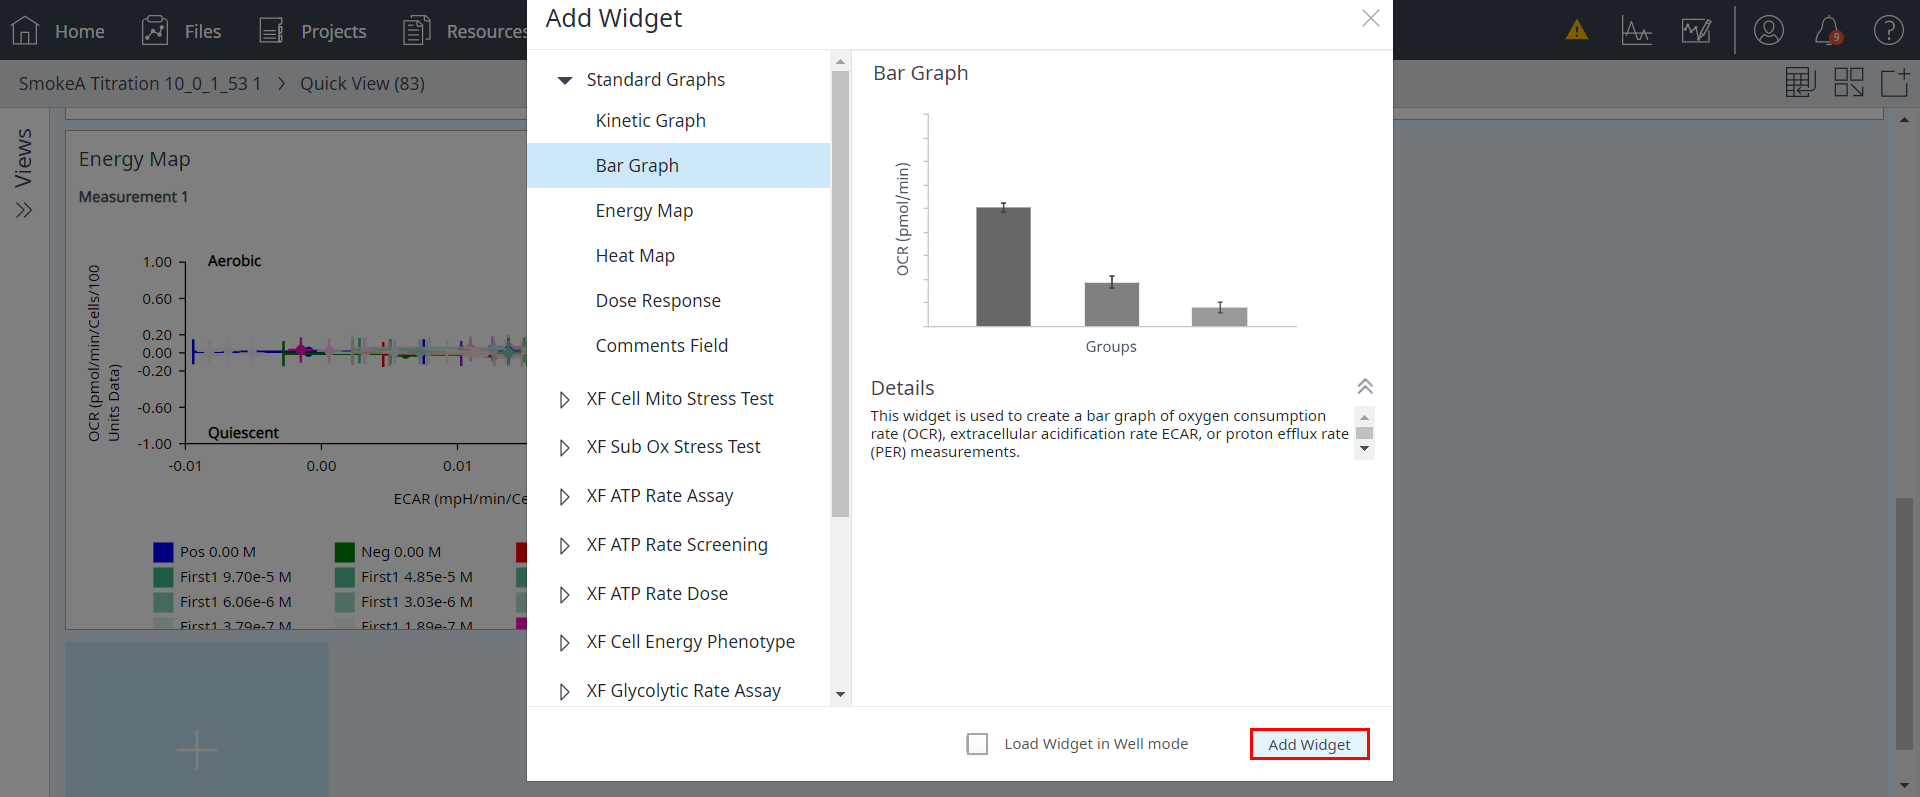 Home
Files
Projects
Resources
9
SmokeA Titration 10_0_1_53 1
Quick View (83)
Views
Energy Map
Measurement 1
OCR (pmol/min/Cells/100
Units Data)
1.00
0.60
0.20
0.00
-0.20
-0.60
-1.00
Aerobic
Quiescent
-0.01
0.00
0.01
ECAR (mpH/min/Ce
Pos 0.00 M
Neg 0.00 M
First1 9.70e-5 M
First1 4.85e-5 M
First1 6.06e-6 M
First1 3.03e-6 M
First1 3.79e-7 M
First1 1.89e-7 M
Add Widget
Standard Graphs
Kinetic Graph
Bar Graph
Energy Map
Heat Map
Dose Response
Comments Field
XF Cell Mito Stress Test
XF Sub Ox Stress Test
XF ATP Rate Assay
XF ATP Rate Screening
XF ATP Rate Dose
XF Cell Energy Phenotype
XF Glycolytic Rate Assay
Bar Graph
OCR (pmol/min)
Groups
Details
This widget is used to create a bar graph of oxygen consumption
rate (OCR), extracellular acidification rate ECAR, or proton efflux rate
(PER) measurements.
Load Widget in Well mode
Add Widget